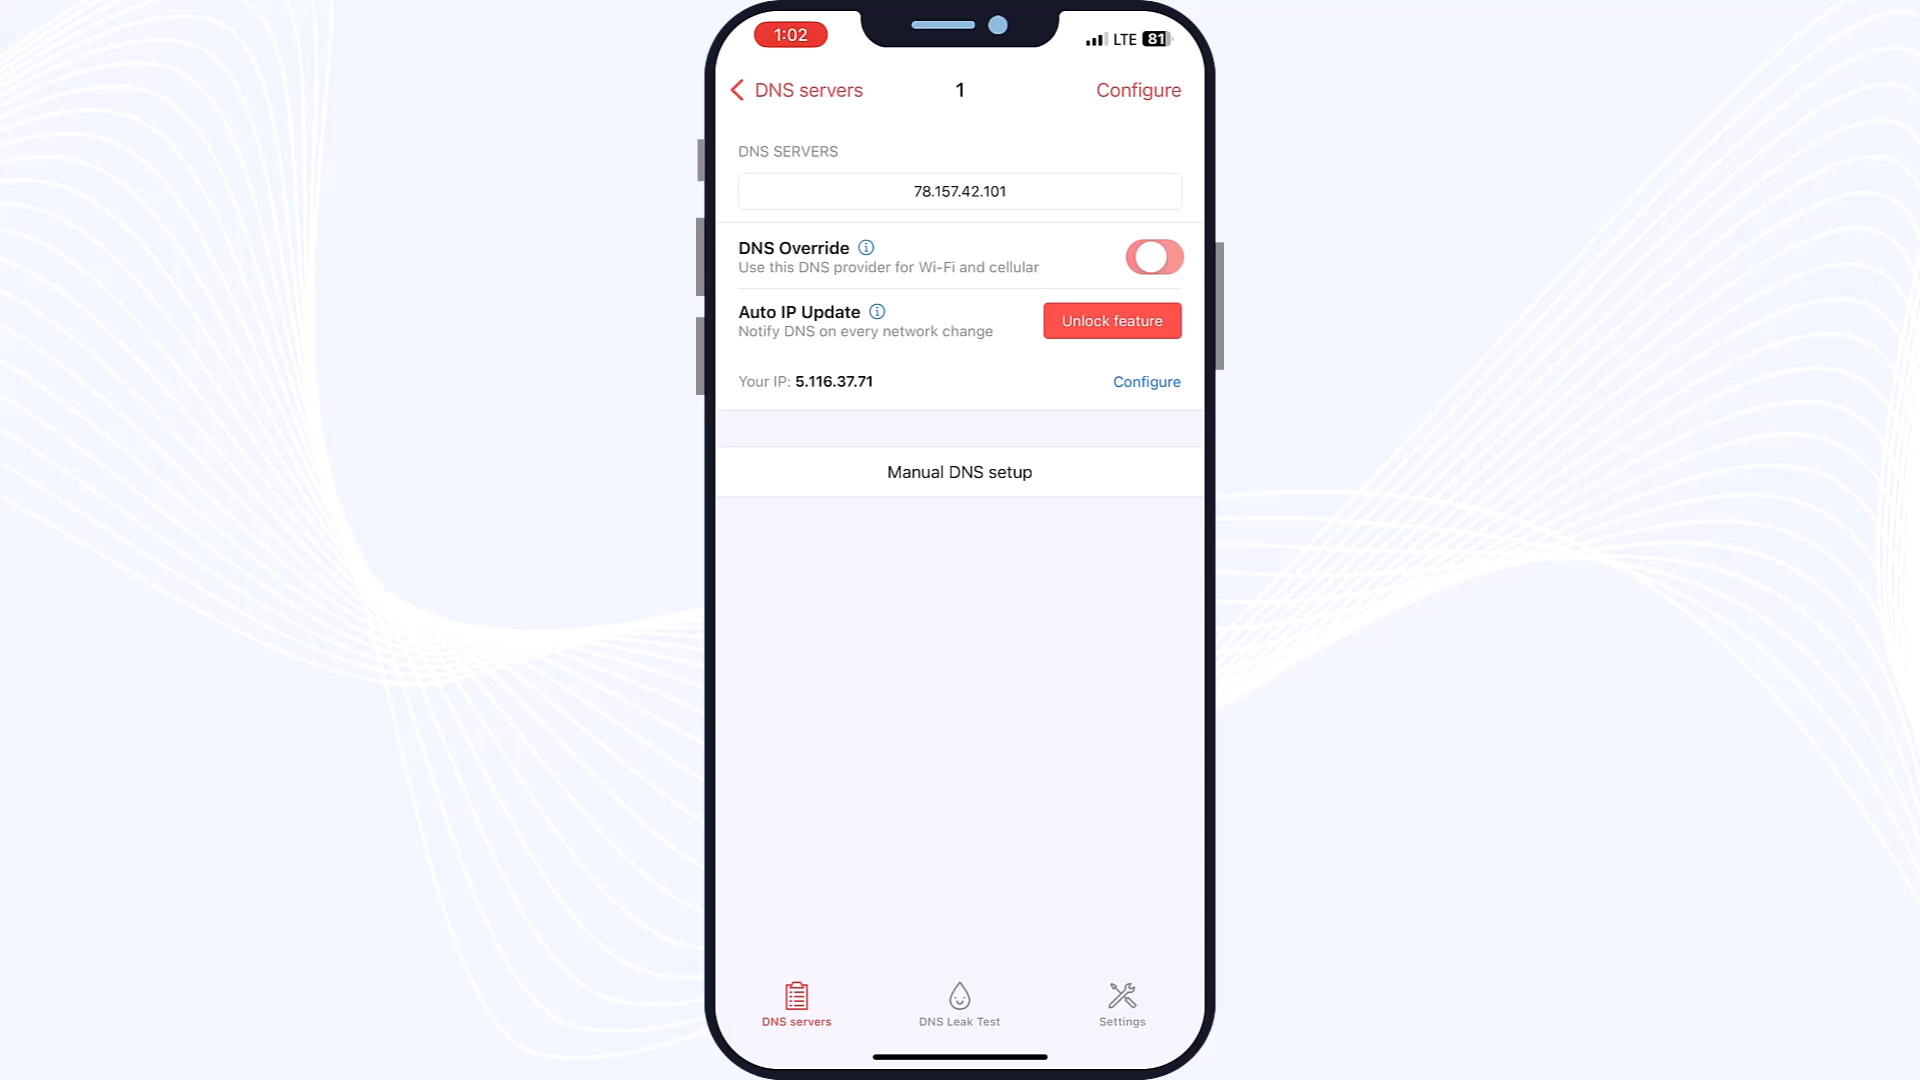 1:02
LTE 81
DNS servers 1 Configure
DNS SERVERS
78.157.42.101
DNS Override
Use this DNS provider for Wi-Fi and cellular
Auto IP Update
Notify DNS on every network change
Unlock feature
Your IP: 5.116.37.71 Configure
Manual DNS setup
DNS servers DNS Leak Test Settings